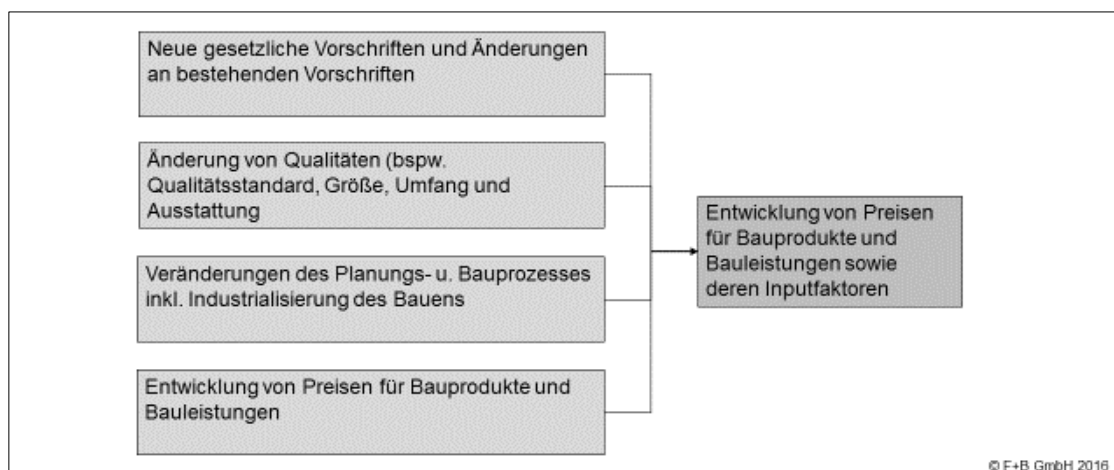 Neue gesetzliche Vorschriften und Änderungen
an bestehenden Vorschriften
Änderung von Qualitäten (bspw.
Qualitätsstandard, Größe, Umfang und
Ausstattung
Veränderungen des Planungs- u. Bauprozesses
inkl. Industrialisierung des Bauens
Entwicklung von Preisen für Bauprodukte und
Bauleistungen
Entwicklung von Preisen
für Bauprodukte und
Bauleistungen sowie
deren Inputfaktoren
© F+B GmbH 2016